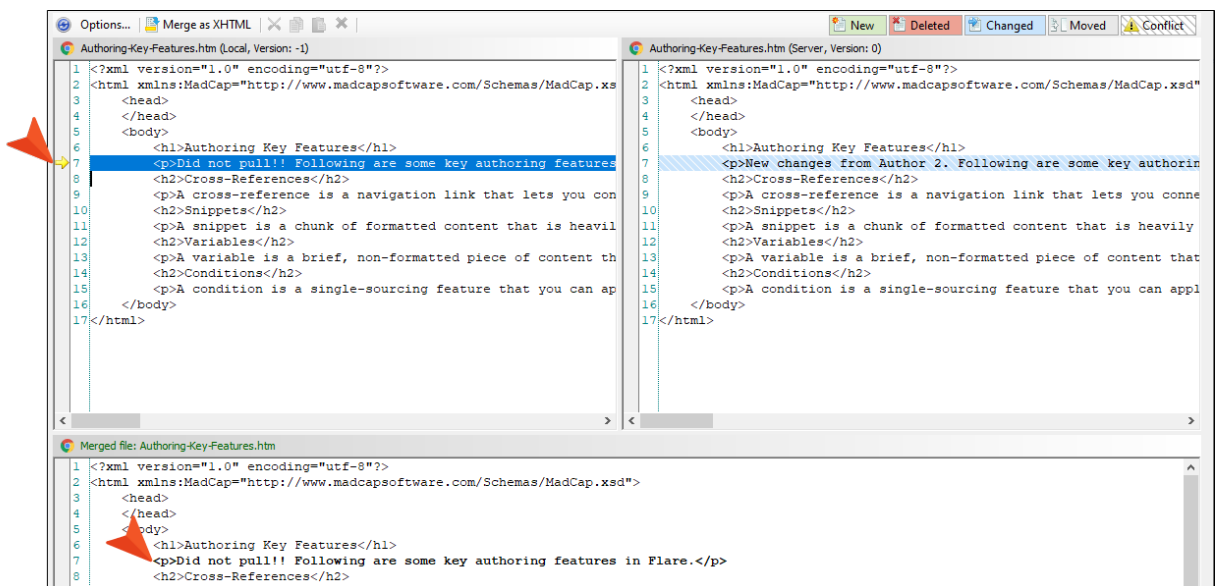 Options... Merge as XHTML New Deleted Changed Moved Conflict
Authoring-Key-Features.htm (Local, Version: -1)
1 <?xml version="1.0" encoding="utf-8"?>
2 <html xmlns:MadCap="http://www.madcapsoftware.com/Schemas/MadCap.xs
3 <head>
4 </head>
5 <body>
6 <h1>Authoring Key Features</h1>
7 <p>Did not pull!! Following are some key authoring features
8 <h2>Cross-References</h2>
9 <p>A cross-reference is a navigation link that lets you con
10 <h2>Snippets</h2>
11 <p>A snippet is a chunk of formatted content that is heavil
12 <h2>Variables</h2>
13 <p>A variable is a brief, non-formatted piece of content th
14 <h2>Conditions</h2>
15 <p>A condition is a single-sourcing feature that you can ap
16 </body>
17 </html>
Authoring-Key-Features.htm (Server, Version: 0)
1 <?xml version="1.0" encoding="utf-8"?>
2 <html xmlns:MadCap="http://www.madcapsoftware.com/Schemas/MadCap.xsd"
3 <head>
4 </head>
5 <body>
6 <h1>Authoring Key Features</h1>
7 <p>New changes from Author 2. Following are some key authorin
8 <h2>Cross-References</h2>
9 <p>A cross-reference is a navigation link that lets you conne
10 <h2>Snippets</h2>
11 <p>A snippet is a chunk of formatted content that is heavily
12 <h2>Variables</h2>
13 <p>A variable is a brief, non-formatted piece of content that
14 <h2>Conditions</h2>
15 <p>A condition is a single-sourcing feature that you can appl
16 </body>
17 </html>
Merged file: Authoring-Key-Features.htm
1 <?xml version="1.0" encoding="utf-8"?>
2 <html xmlns:MadCap="http://www.madcapsoftware.com/Schemas/MadCap.xsd">
3 <head>
4 </head>
5 <body>
6 <h1>Authoring Key Features</h1>
7 <p>Did not pull!! Following are some key authoring features in Flare.</p>
8 <h2>Cross-References</h2>